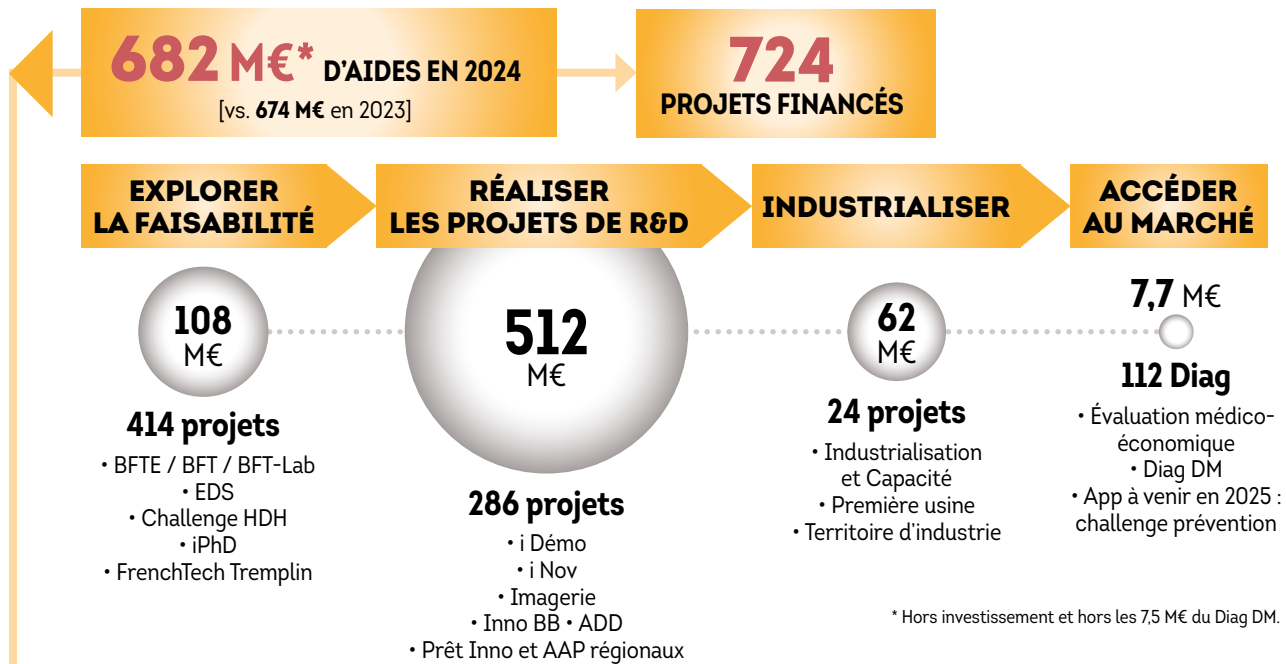 682 M€* D'AIDES EN 2024
[vs. 674 M€ en 2023]
724
PROJETS FINANCÉS
EXPLORER
LA FAISABILITÉ
108
M€
414 projets
• BFTE / BFT / BFT-Lab
• EDS
• Challenge HDH
• iPhD
• FrenchTech Tremplin
RÉALISER
LES PROJETS DE R&D
512
M€
286 projets
• i Démo
• i Nov
• Imagerie
• Inno BB • ADD
• Prêt Inno et AAP régionaux
INDUSTRIALISER
62
M€
24 projets
• Industrialisation
et Capacité
• Première usine
• Territoire d'industrie
ACCÉDER
AU MARCHÉ
7,7 M€
112 Diag
• Évaluation médico-
économique
• Diag DM
• App à venir en 2025 :
challenge prévention
* Hors investissement et hors les 7,5 M€ du Diag DM.